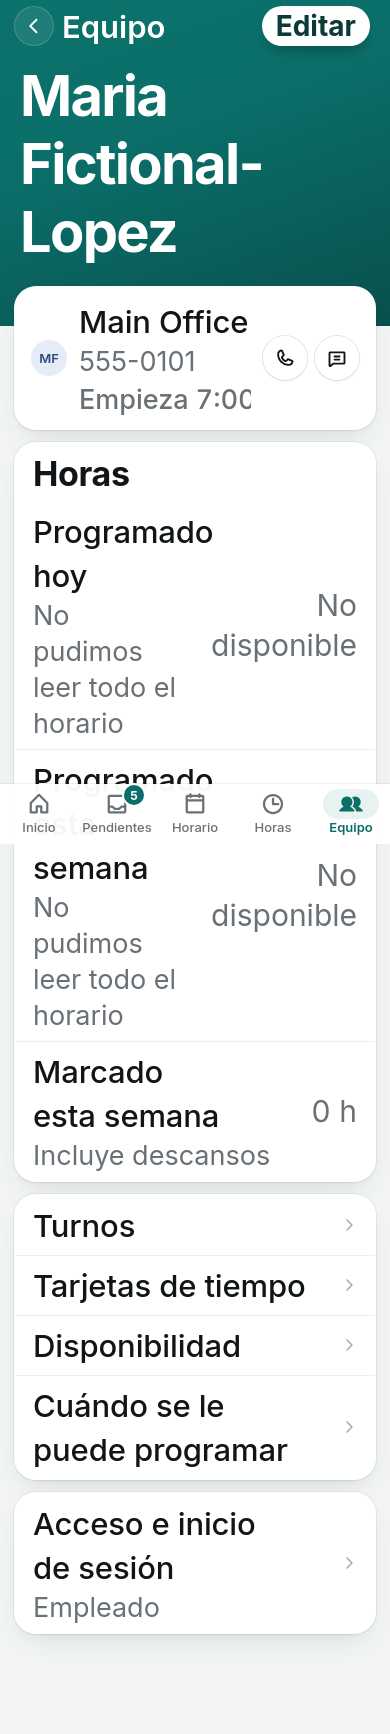 Equipo
Editar
Maria
Fictional-
Lopez
MF
Main Office
555-0101
Empieza 7:00
Horas
Programado
hoy
No
pudimos
leer todo el
horario
No
disponible
Programado
Inicio
5
Pendientes
Horario
Horas
Equipo
semana
No
pudimos
leer todo el
horario
No
disponible
Marcado
esta semana
Incluye descansos
0 h
Turnos
Tarjetas de tiempo
Disponibilidad
Cuándo se le
puede programar
Acceso e inicio
de sesión
Empleado